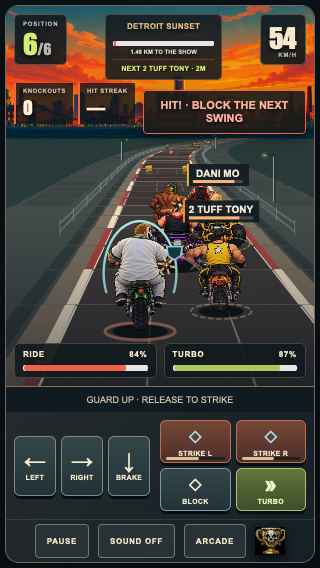 POSITION
6/6
DETROIT SUNSET
1.48 KM TO THE SHOW
NEXT 2 TUFF TONY · 2M
54
KM/H
KNOCKOUTS
0
HIT STREAK
—
HIT! · BLOCK THE NEXT
SWING
DANI MO
2 TUFF TONY
RIDE 84%
TURBO 87%
GUARD UP · RELEASE TO STRIKE
← LEFT
→ RIGHT
↓ BRAKE
◇ STRIKE L
◇ STRIKE R
◇ BLOCK
» TURBO
PAUSE
SOUND OFF
ARCADE